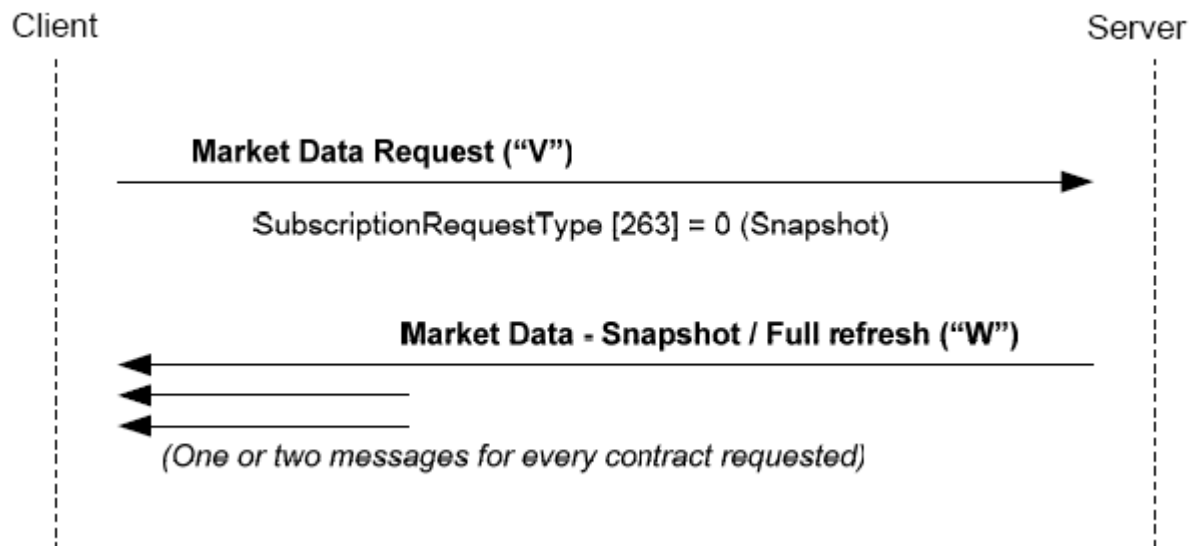 Client
Server
Market Data Request (“V”)
SubscriptionRequestType [263] = 0 (Snapshot)
Market Data - Snapshot / Full refresh (“W”)
(One or two messages for every contract requested)